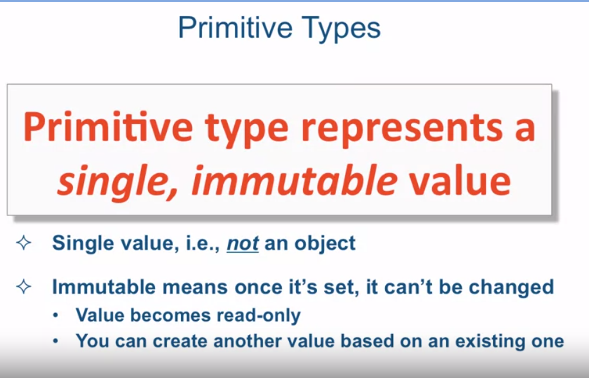 Primitive Types
Primitive type represents a
single, immutable value
Single value, i.e., not an object
Immutable means once it's set, it can't be changed
Value becomes read-only
You can create another value based on an existing one